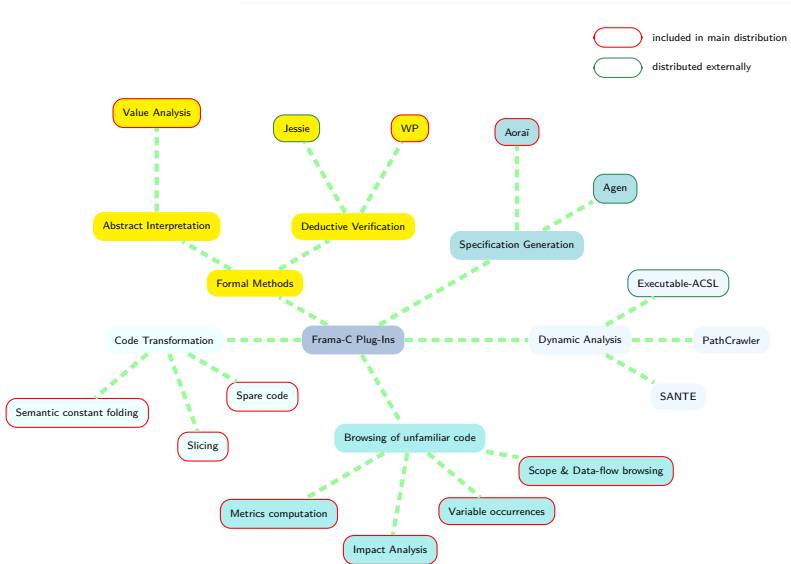 included in main distribution
distributed externally
Value Analysis
Jessie
WP
Aoraï
Agen
Abstract Interpretation
Deductive Verification
Specification Generation
Formal Methods
Executable-ACSL
Code Transformation
Frama-C Plug-Ins
Dynamic Analysis
PathCrawler
Spare code
SANTE
Semantic constant folding
Slicing
Browsing of unfamiliar code
Scope & Data-flow browsing
Metrics computation
Variable occurrences
Impact Analysis